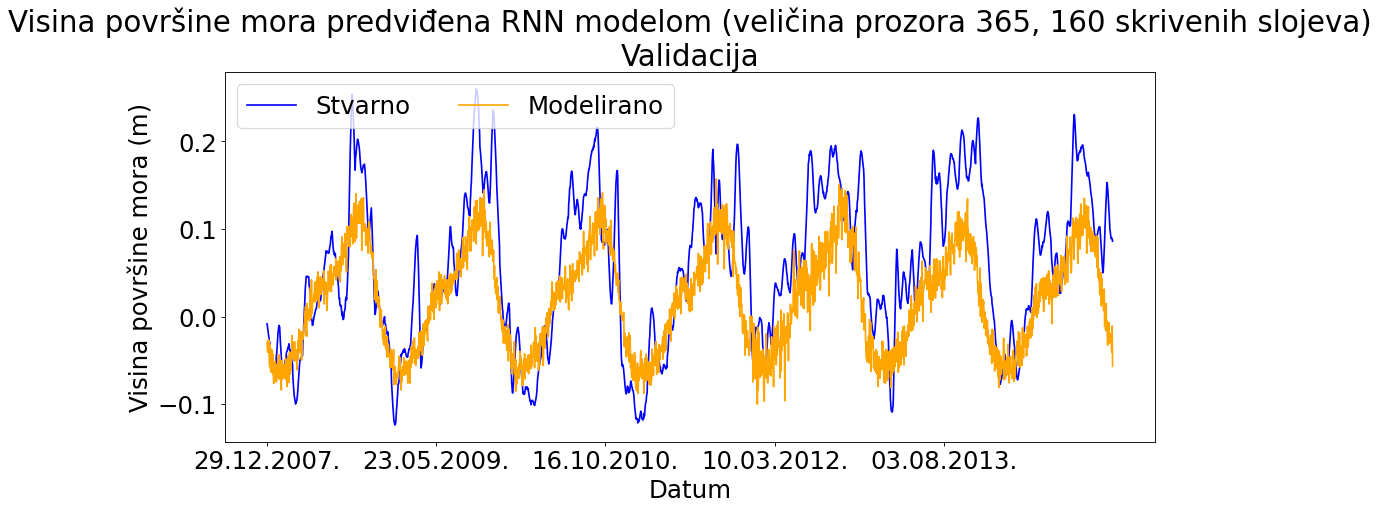 Visina površine mora predviđena RNN modelom (veličina prozora 365, 160 skrivenih slojeva)
Validacija
Stvarno
Modelirano
Visina površine mora (m)
0.2
0.1
0.0
−0.1
29.12.2007.
23.05.2009.
16.10.2010.
10.03.2012.
03.08.2013.
Datum